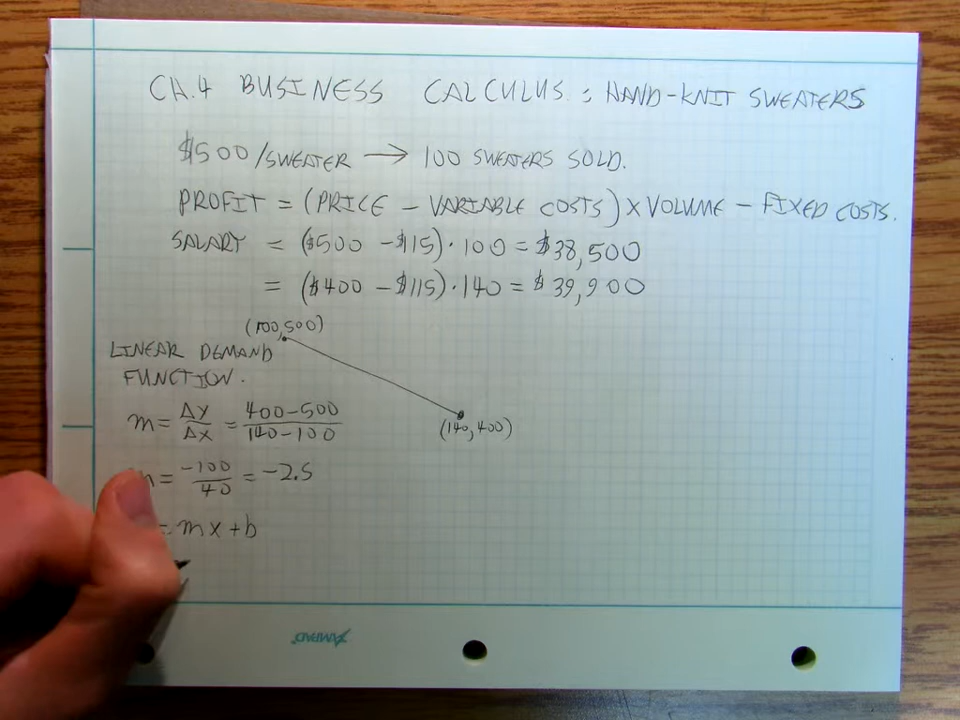 CH.4 BUSINESS CALCULUS: HAND-KNIT SWEATERS
$500/SWEATER → 100 SWEATERS SOLD.
PROFIT = (PRICE - VARIABLE COSTS) × VOLUME - FIXED COSTS.
SALARY = ($500 - $115)·100 = $38,500
= ($400 - $115)·140 = $39,900
(100,500)
LINEAR DEMAND
FUNCTION.
(140,400)
m = ΔY/ΔX = 400-500/140-100
= -100/40 = -2.5
= mx+b
AMPAD®